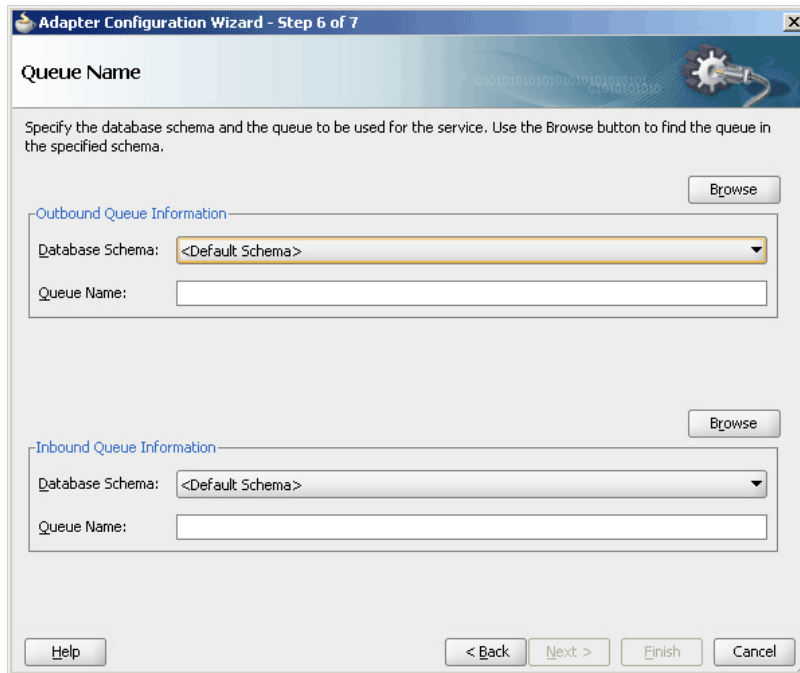 Adapter Configuration Wizard - Step 6 of 7
Queue Name
0101010101010101010101
01010101010
Specify the database schema and the queue to be used for the service. Use the Browse button to find the queue in
the specified schema.
Browse
Outbound Queue Information
Database Schema: <Default Schema>
Queue Name:
Browse
Inbound Queue Information
Database Schema: <Default Schema>
Queue Name:
Help < Back Next > Finish Cancel